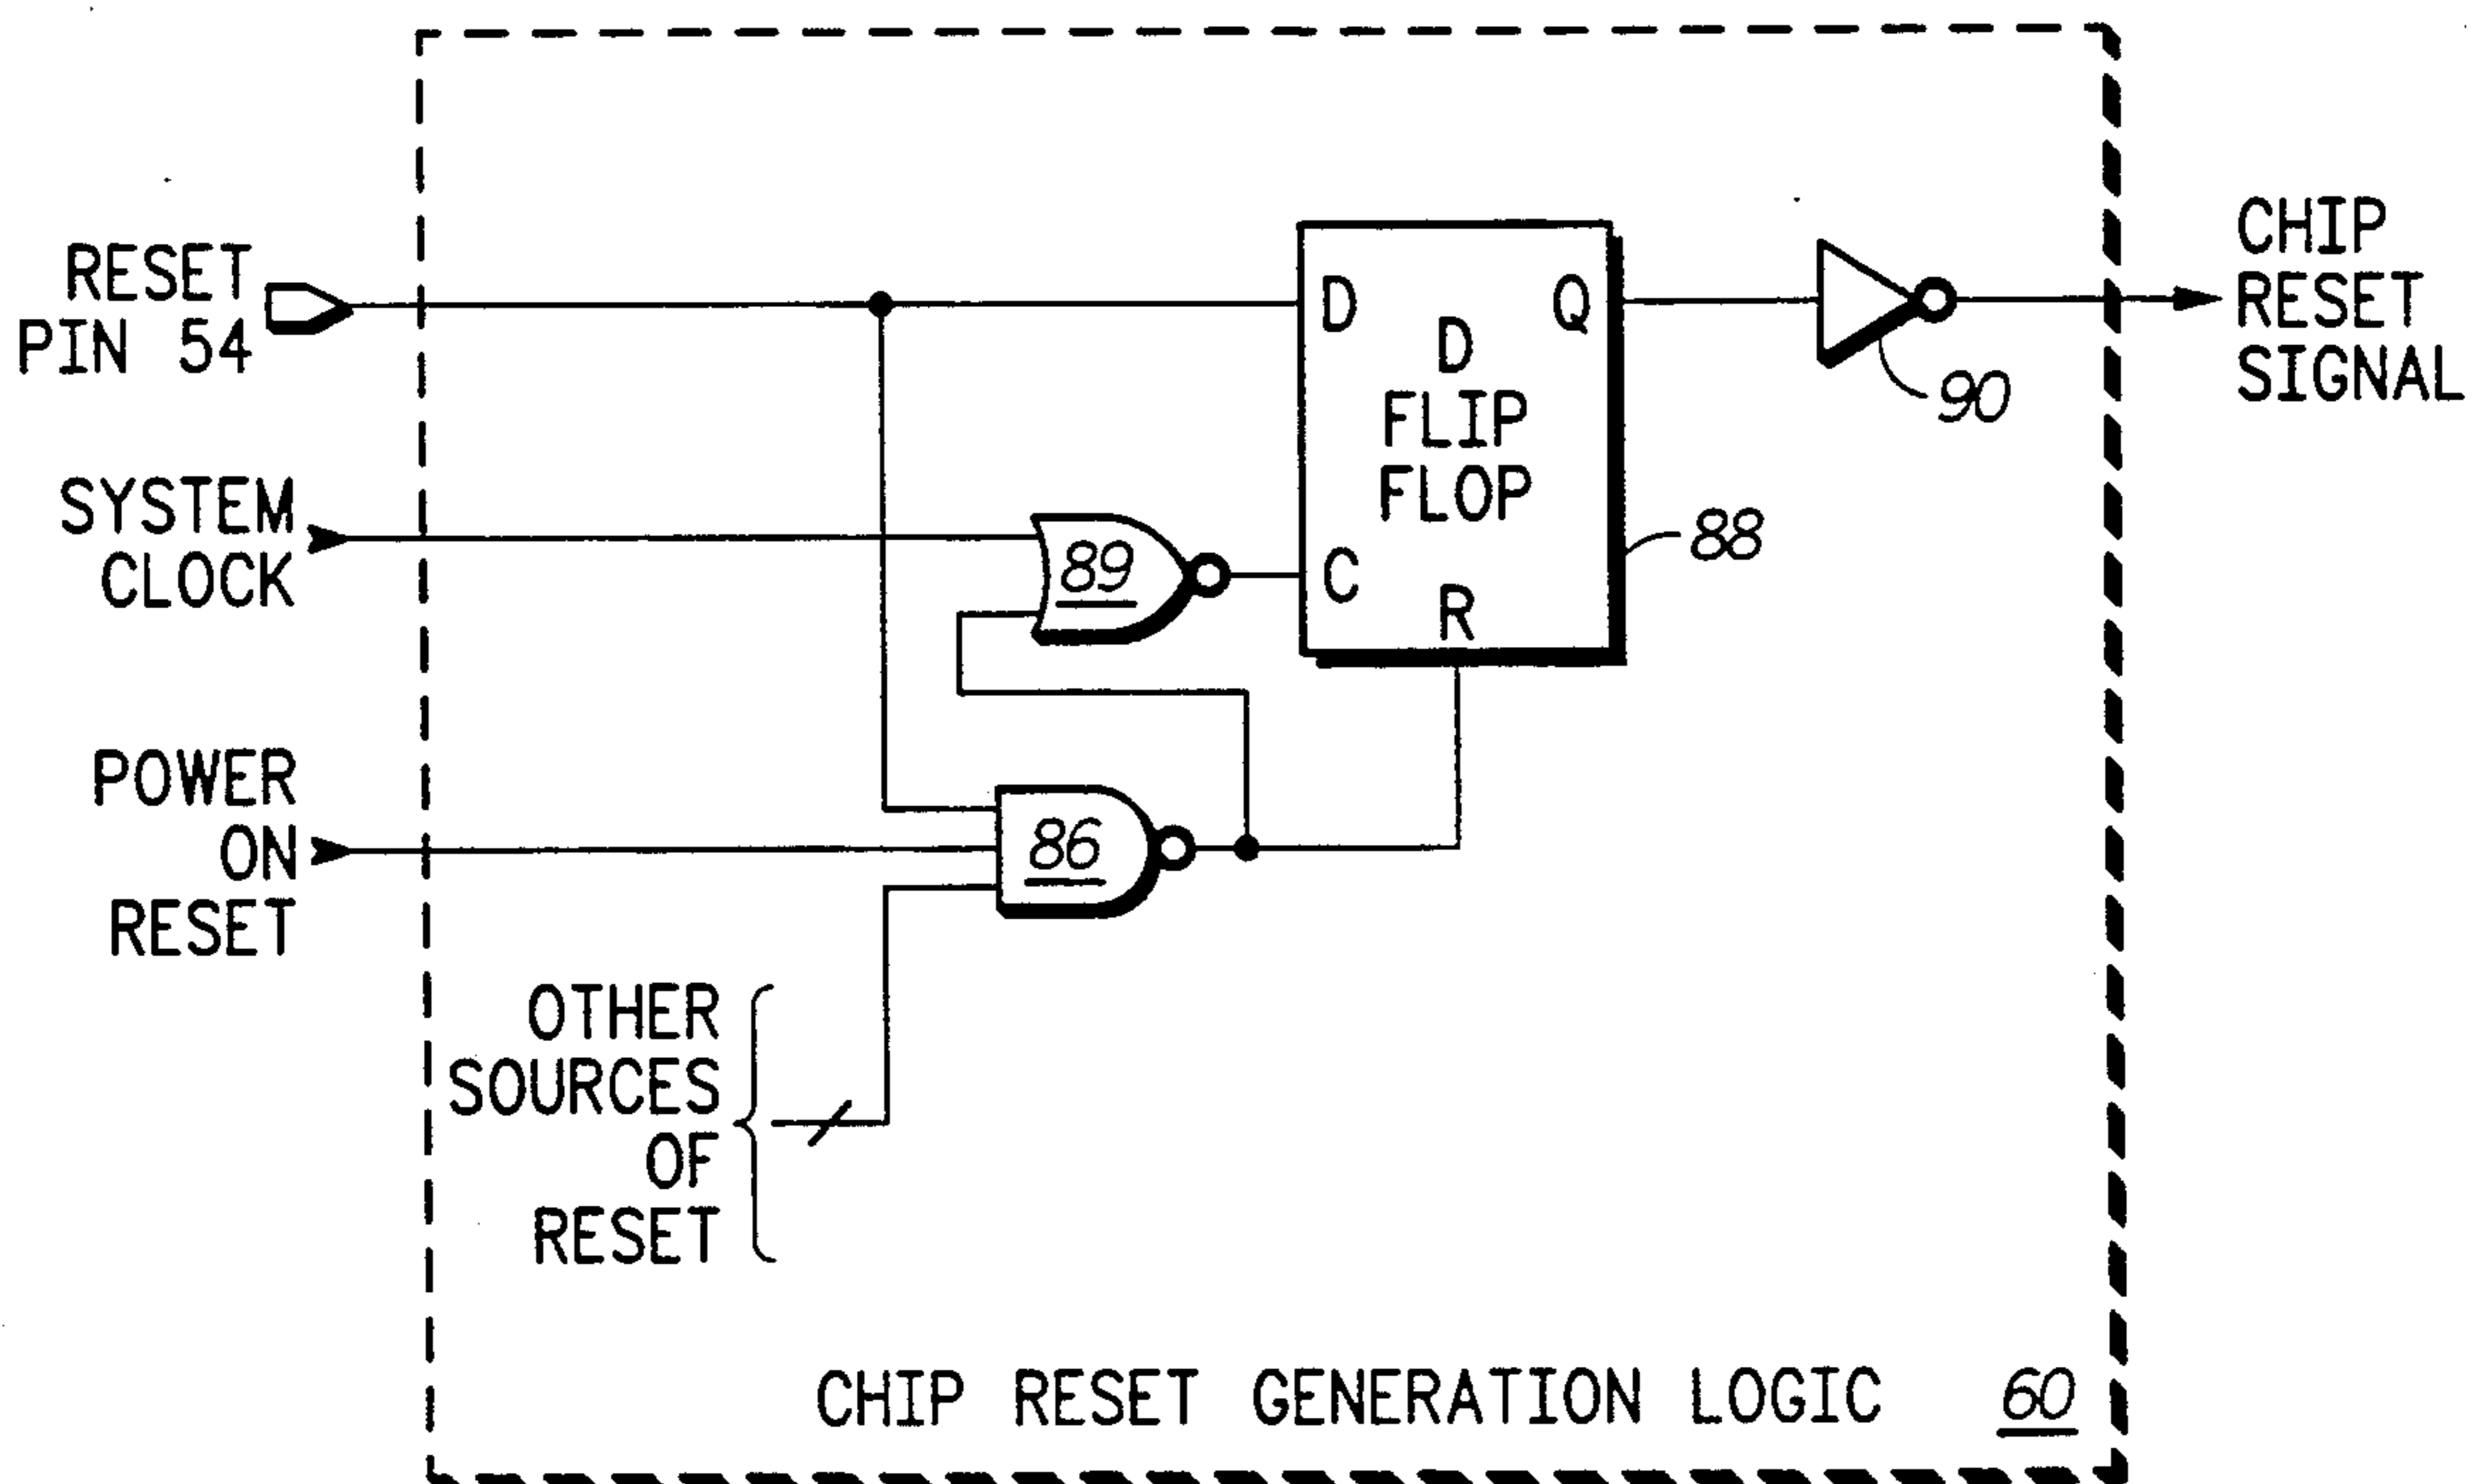 RESET
PIN 54
SYSTEM
CLOCK
POWER
ON
RESET
OTHER
SOURCES
OF
RESET
89
86
D
Q
D
FLIP
FLOP
C
R
88
90
CHIP
RESET
SIGNAL
CHIP RESET GENERATION LOGIC 60